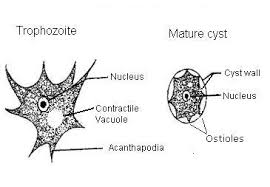 Trophozoite
Mature cyst
Nucleus
Contractile
Vacuole
Acanthapodia
Cyst wall
Nucleus
Ostioles